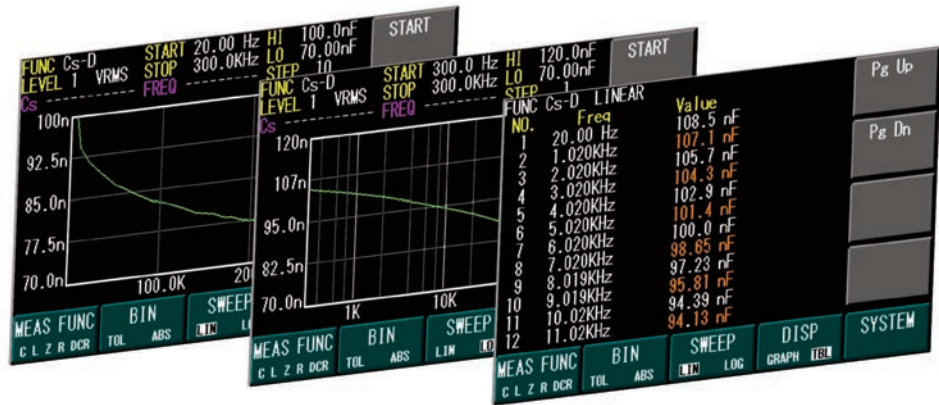 FUNC Cs-D START 20.00 Hz HI 100.0nF START
LEVEL 1 VRMS STOP 300.0KHz LO 70.00nF
STEP 10
Cs FREQ
100n
92.5n
85.0n
77.5n
70.0n
100.0K 20
MEAS FUNC BIN SWEEP
C L Z R DCR TOL ABS LIN LO
FUNC Cs-D START 300.0 Hz HI 120.0nF START
LEVEL 1 VRMS STOP 300.0KHz LO 70.00nF
STEP 1
Cs FREQ
120n
107n
95.0n
82.5n
70.0n
1K 10K
MEAS FUNC BIN SWEEP
C L Z R DCR TOL ABS LIN LO
FUNC Cs-D LINEAR Pg Up
NO. Freq Value
1 20.00 Hz 108.5 nF
2 1.020KHz 107.1 nF Pg Dn
3 2.020KHz 105.7 nF
4 3.020KHz 104.3 nF
5 4.020KHz 102.9 nF
6 5.020KHz 101.4 nF
7 6.020KHz 100.0 nF
8 7.020KHz 98.65 nF
9 8.019KHz 97.23 nF
10 9.019KHz 95.81 nF
11 10.02KHz 94.39 nF
12 11.02KHz 94.13 nF
MEAS FUNC BIN SWEEP DISP SYSTEM
C L Z R DCR TOL ABS LIN LOG GRAPH TBL